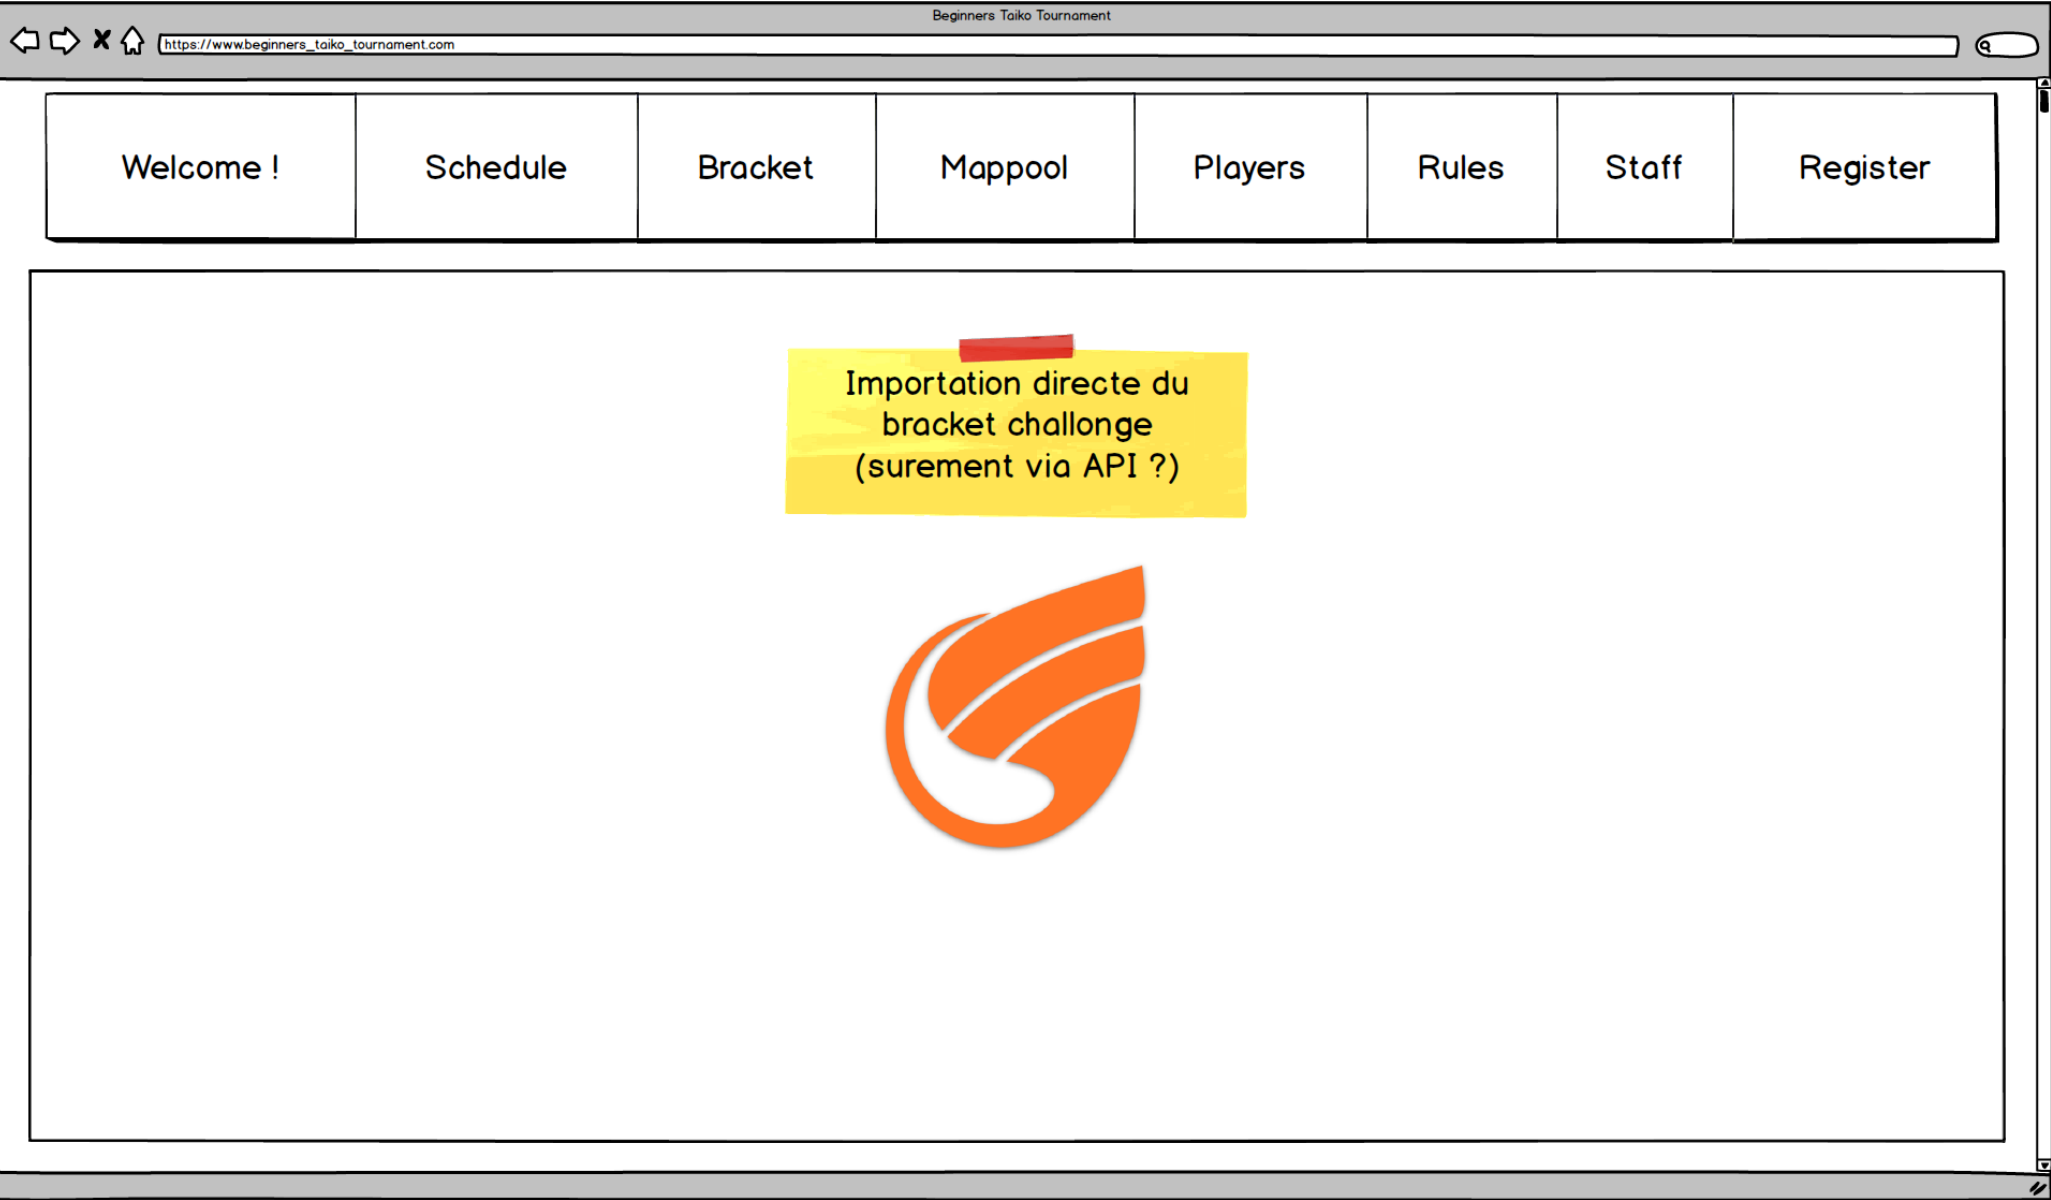 Beginners Taiko Tournament
https://www.beginners_taiko_tournament.com
Welcome ! Schedule Bracket Mappool Players Rules Staff Register
Importation directe du
bracket challonge
(surement via API ?)